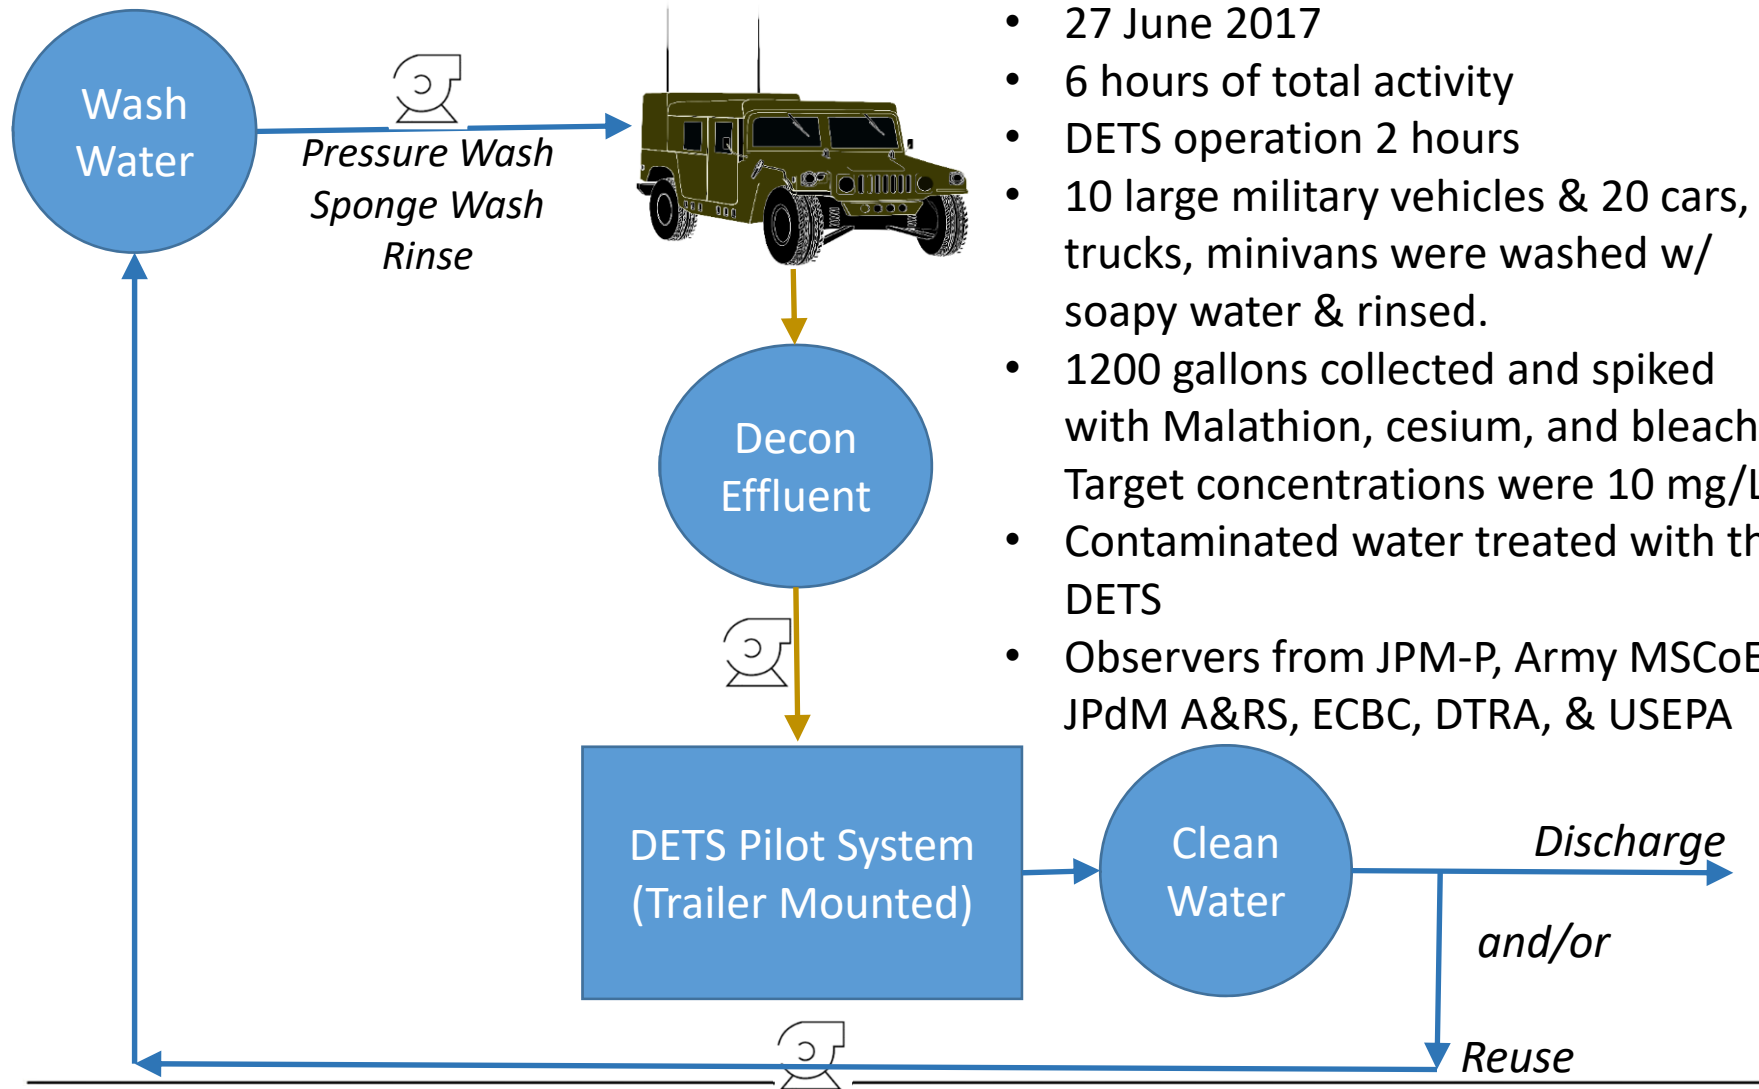 Wash
Water
Pressure Wash
Sponge Wash
Rinse
• 27 June 2017
• 6 hours of total activity
• DETS operation 2 hours
• 10 large military vehicles & 20 cars,
trucks, minivans were washed w/
soapy water & rinsed.
• 1200 gallons collected and spiked
with Malathion, cesium, and bleach
Target concentrations were 10 mg/L
• Contaminated water treated with th
DETS
• Observers from JPM-P, Army MSCoE
JPdM A&RS, ECBC, DTRA, & USEPA
Decon
Effluent
DETS Pilot System
(Trailer Mounted)
Clean
Water
Discharge
and/or
Reuse